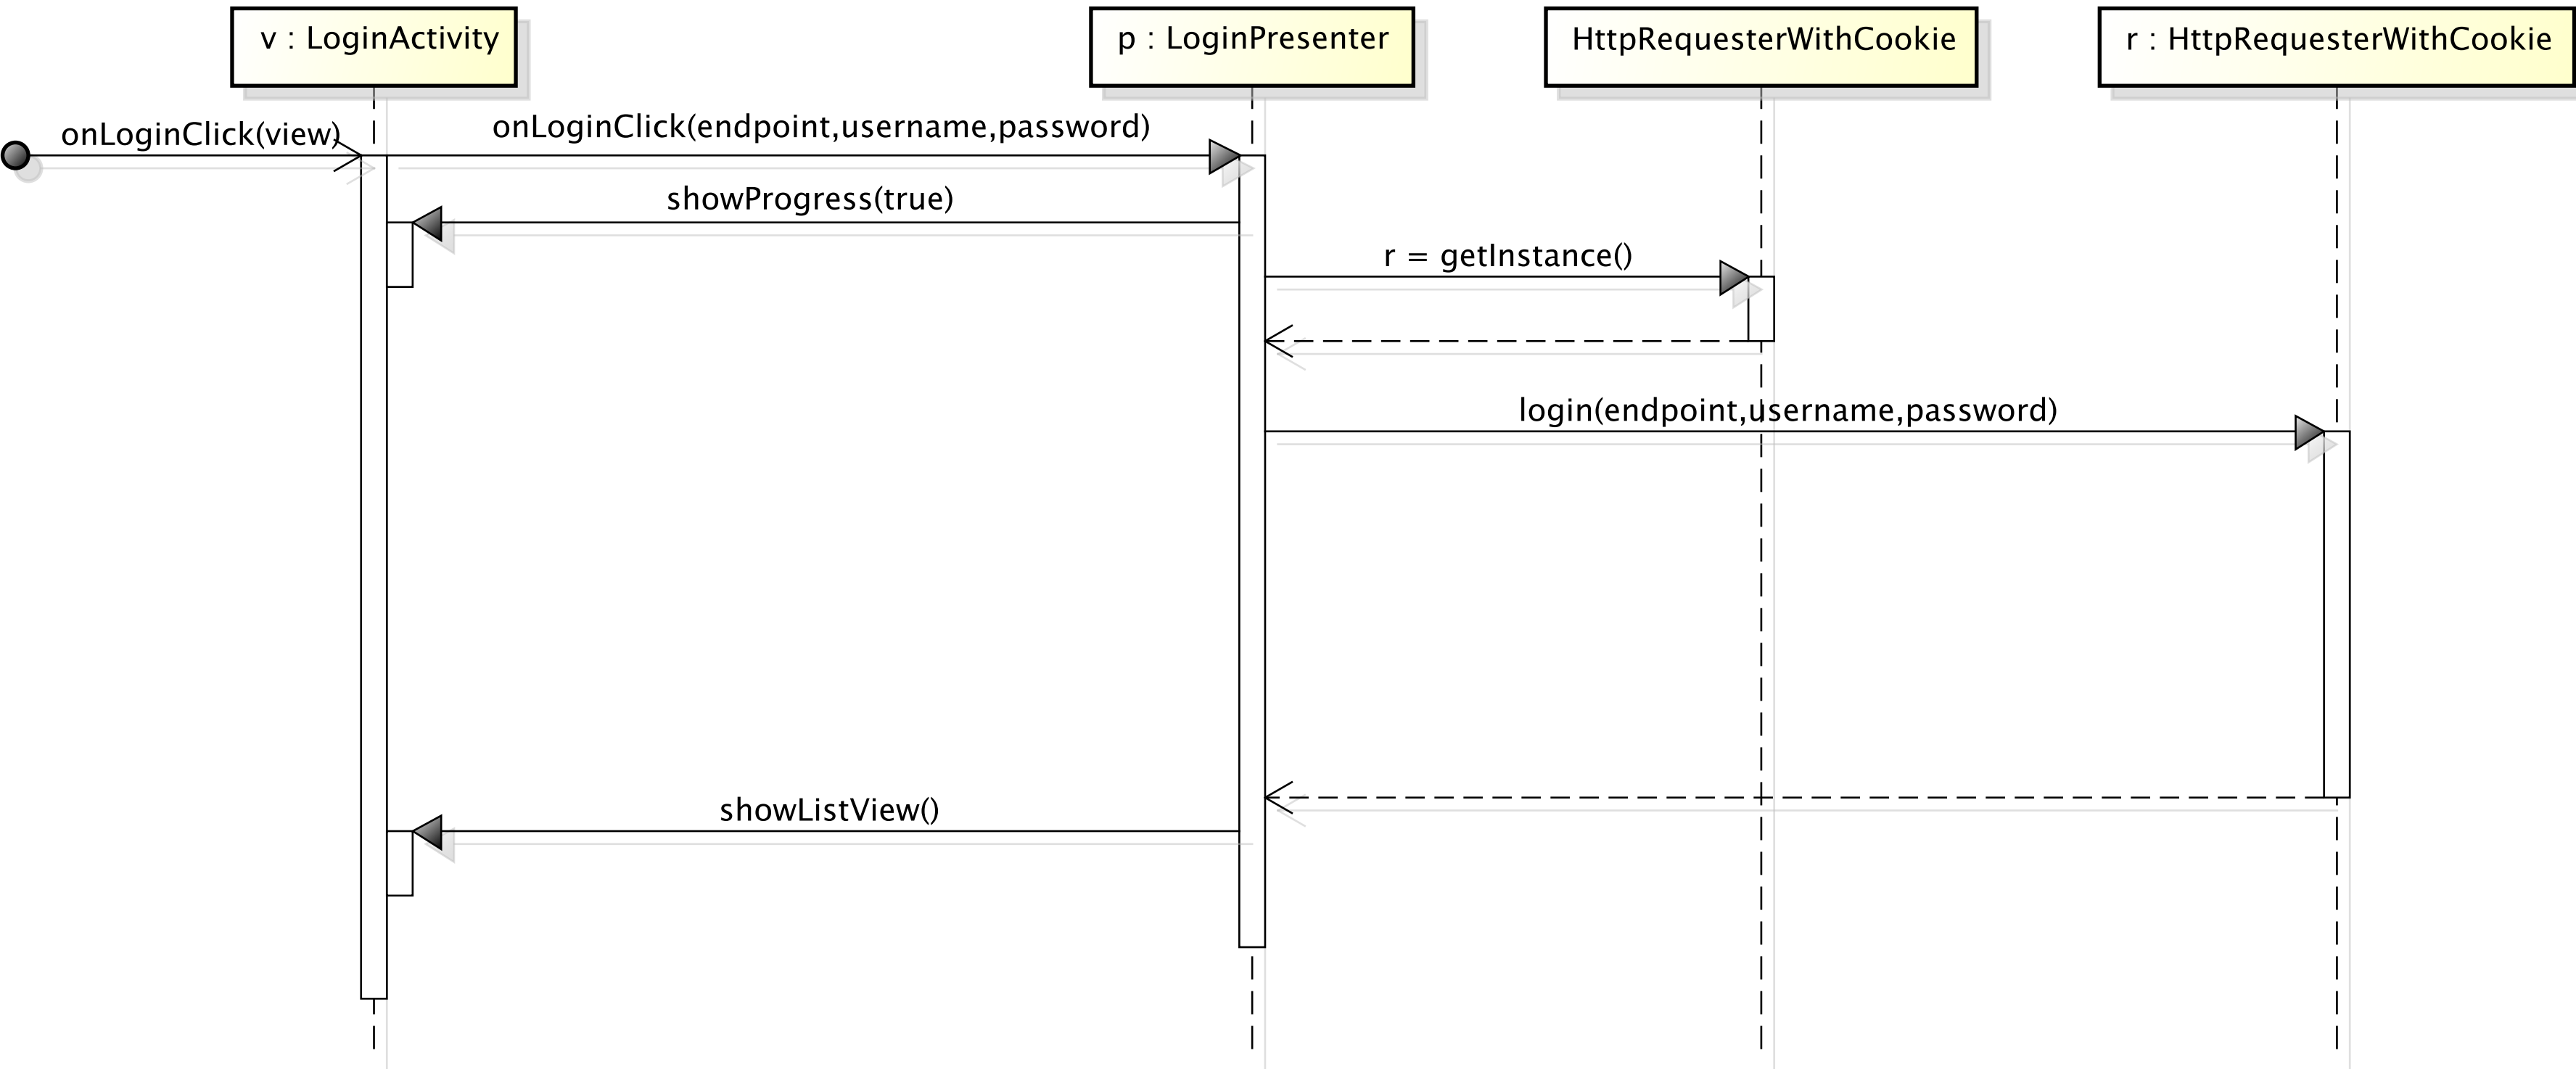 v : LoginActivity
p : LoginPresenter
HttpRequesterWithCookie
r : HttpRequesterWithCookie
onLoginClick(view)
onLoginClick(endpoint,username,password)
showProgress(true)
r = getInstance()
login(endpoint,username,password)
showListView()